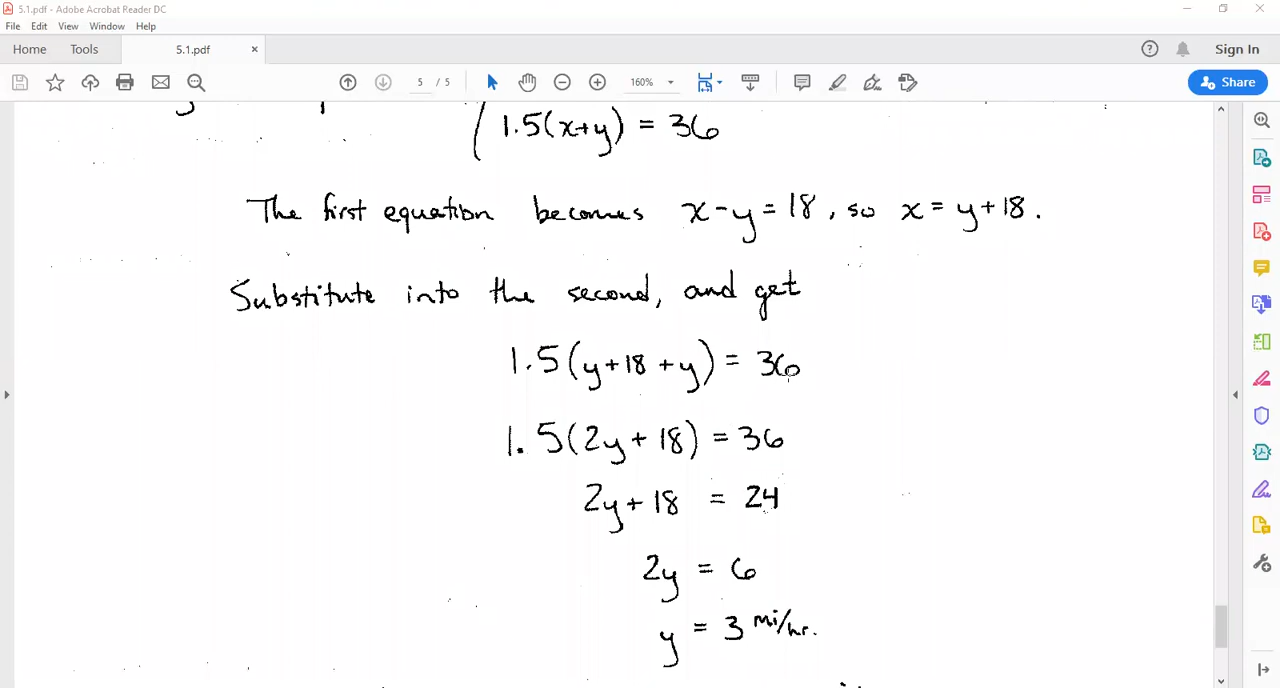 5.1.pdf - Adobe Acrobat Reader DC
File Edit View Window Help
Home Tools 5.1.pdf × Sign In
5 / 5 160% Share
1.5(x+y) = 36
The first equation becomes x-y=18, so x=y+18.
Substitute into the second, and get
1.5(y+18+y) = 36
1.5(2y+18) = 36
2y+18 = 24
2y = 6
y = 3 mi/hr.